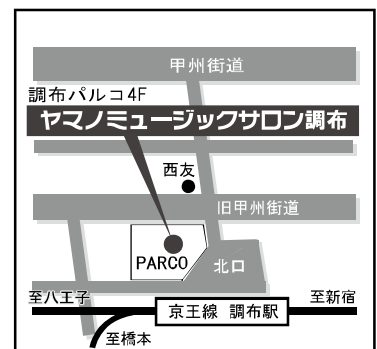 甲州街道
調布パルコ4F
ヤマノミュージックサロン調布
西友
旧甲州街道
PARCO
北口
至八王子
京王線 調布駅
至新宿
至橋本